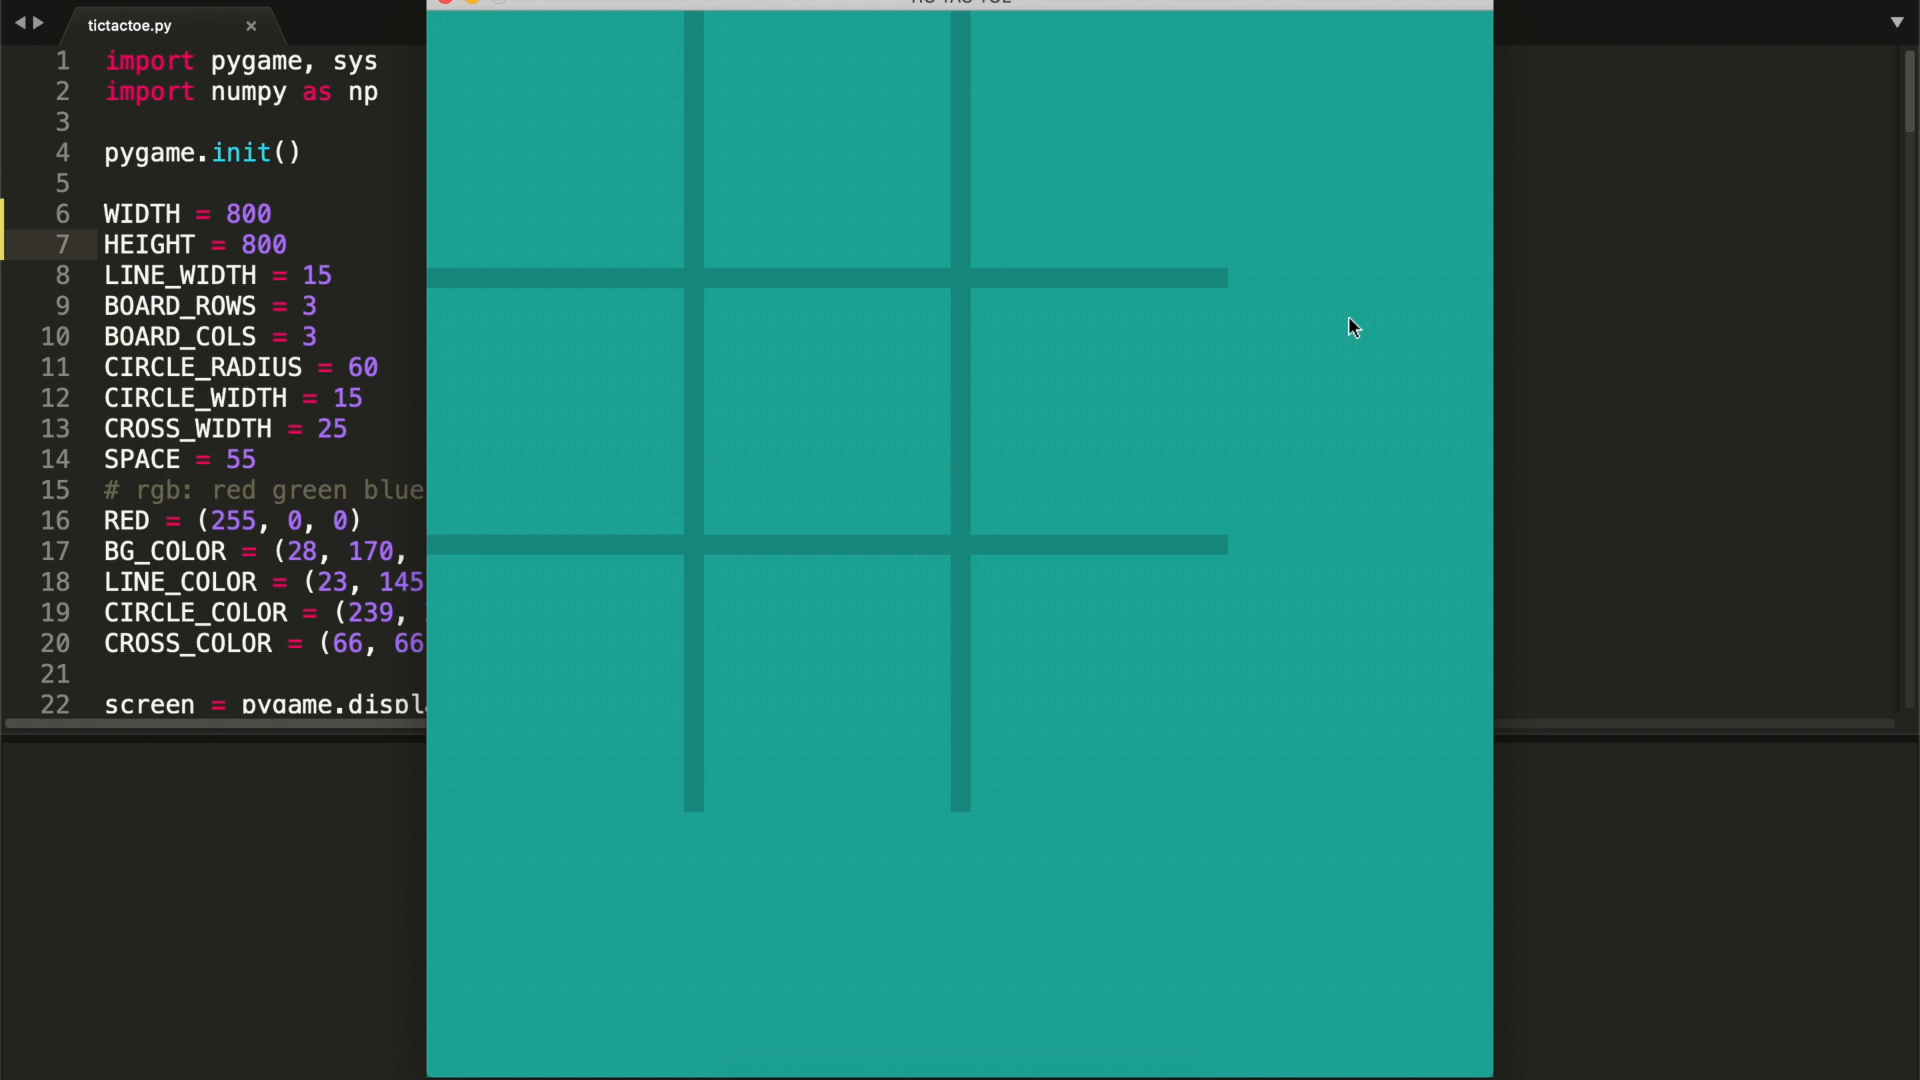 tictactoe.py
1 import pygame, sys
2 import numpy as np
3
4 pygame.init()
5
6 WIDTH = 800
7 HEIGHT = 800
8 LINE_WIDTH = 15
9 BOARD_ROWS = 3
10 BOARD_COLS = 3
11 CIRCLE_RADIUS = 60
12 CIRCLE_WIDTH = 15
13 CROSS_WIDTH = 25
14 SPACE = 55
15 # rgb: red green blue
16 RED = (255, 0, 0)
17 BG_COLOR = (28, 170,
18 LINE_COLOR = (23, 145
19 CIRCLE_COLOR = (239,
20 CROSS_COLOR = (66, 66
21
22 screen = pygame.displ